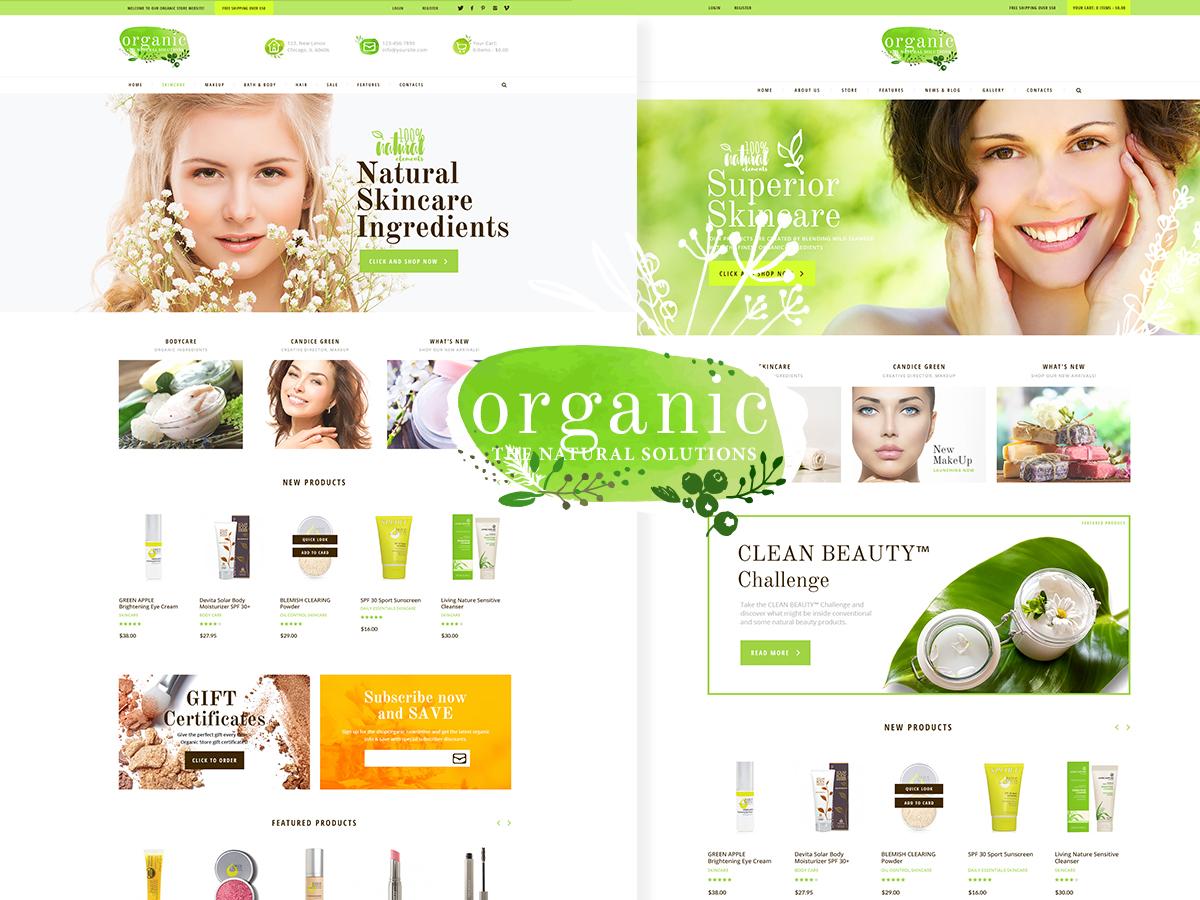 WELCOME TO OUR ORGANIC STORE WEBSITE!
FREE SHIPPING OVER $50
LOGIN
REGISTER
organic
THE NATURAL SOLUTIONS
123, New Lenox
Chicago, IL 60606
123-456-7890
info@yoursite.com
Your Cart:
0 items - $0.00
HOME
SKINCARE
MAKEUP
BATH & BODY
HAIR
SALE
FEATURES
CONTACTS
100%
natural
elements
Natural
Skincare
Ingredients
CLICK AND SHOP NOW
BODYCARE
ORGANIC INGREDIENTS
CANDICE GREEN
CREATIVE DIRECTOR, MAKEUP
WHAT'S NEW
SHOP OUR NEW ARRIVALS!
NEW PRODUCTS
QUICK LOOK
ADD TO CARD
GREEN APPLE
Brightening Eye Cream
SKINCARE
$38.00
Devita Solar Body
Moisturizer SPF 30+
BODY CARE
$27.95
BLEMISH CLEARING
Powder
OIL CONTROL SKINCARE
$29.00
SPF 30 Sport Sunscreen
DAILY ESSENTIALS SKINCARE
$16.00
Living Nature Sensitive
Cleanser
SKINCARE
$30.00
GIFT
Certificates
Give the perfect gift every
Organic Store gift certificate!
CLICK TO ORDER
Subscribe now
and SAVE
Sign up for the shop organic newsletter and get the latest organic
info & save with special subscriber discounts.
FEATURED PRODUCTS
organic
THE NATURAL SOLUTIONS
LOGIN
REGISTER
FREE SHIPPING OVER $50
YOUR CART: 0 ITEMS - $0.00
organic
THE NATURAL SOLUTIONS
HOME
ABOUT US
STORE
FEATURES
NEWS & BLOG
GALLERY
CONTACTS
100%
natural
elements
Superior
Skincare
OUR PRODUCTS ARE CREATED BY BLENDING WILD SEAWEED
THE FINEST ORGANIC INGREDIENTS
CLICK AND SHOP NOW
SKINCARE
INGREDIENTS
CANDICE GREEN
CREATIVE DIRECTOR, MAKEUP
WHAT'S NEW
SHOP OUR NEW ARRIVALS!
New
MakeUp
LAUNCHING NOW
FEATURED PRODUCT
CLEAN BEAUTY™
Challenge
Take the CLEAN BEAUTY™ Challenge and
discover what might be inside conventional
and some natural beauty products.
READ MORE
NEW PRODUCTS
QUICK LOOK
ADD TO CARD
GREEN APPLE
Brightening Eye Cream
SKINCARE
$38.00
Devita Solar Body
Moisturizer SPF 30+
BODY CARE
$27.95
BLEMISH CLEARING
Powder
OIL CONTROL SKINCARE
$29.00
SPF 30 Sport Sunscreen
DAILY ESSENTIALS SKINCARE
$16.00
Living Nature Sensitive
Cleanser
SKINCARE
$30.00